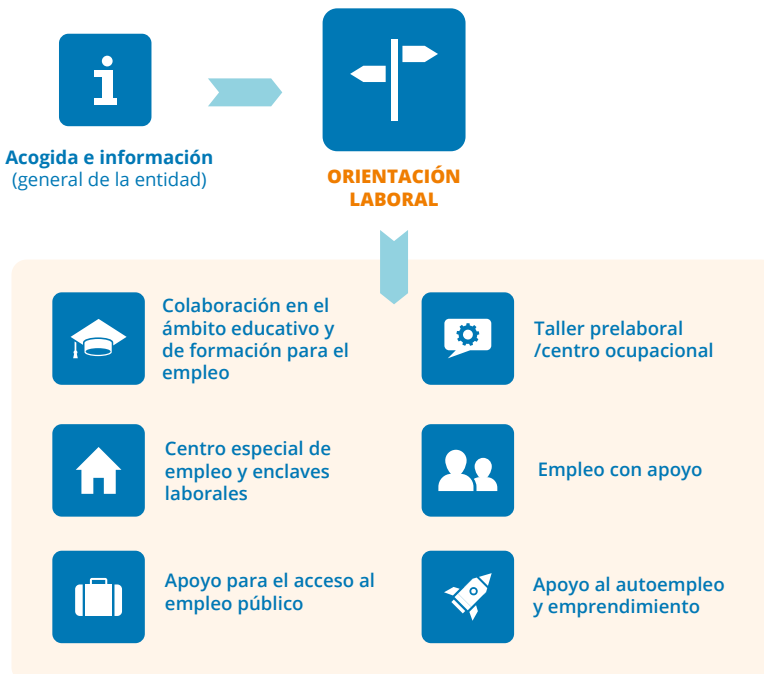 Acogida e información
(general de la entidad)
ORIENTACIÓN
LABORAL
Colaboración en el
ámbito educativo y
de formación para el
empleo
Taller prelaboral
/centro ocupacional
Centro especial de
empleo y enclaves
laborales
Empleo con apoyo
Apoyo para el acceso al
empleo público
Apoyo al autoempleo
y emprendimiento